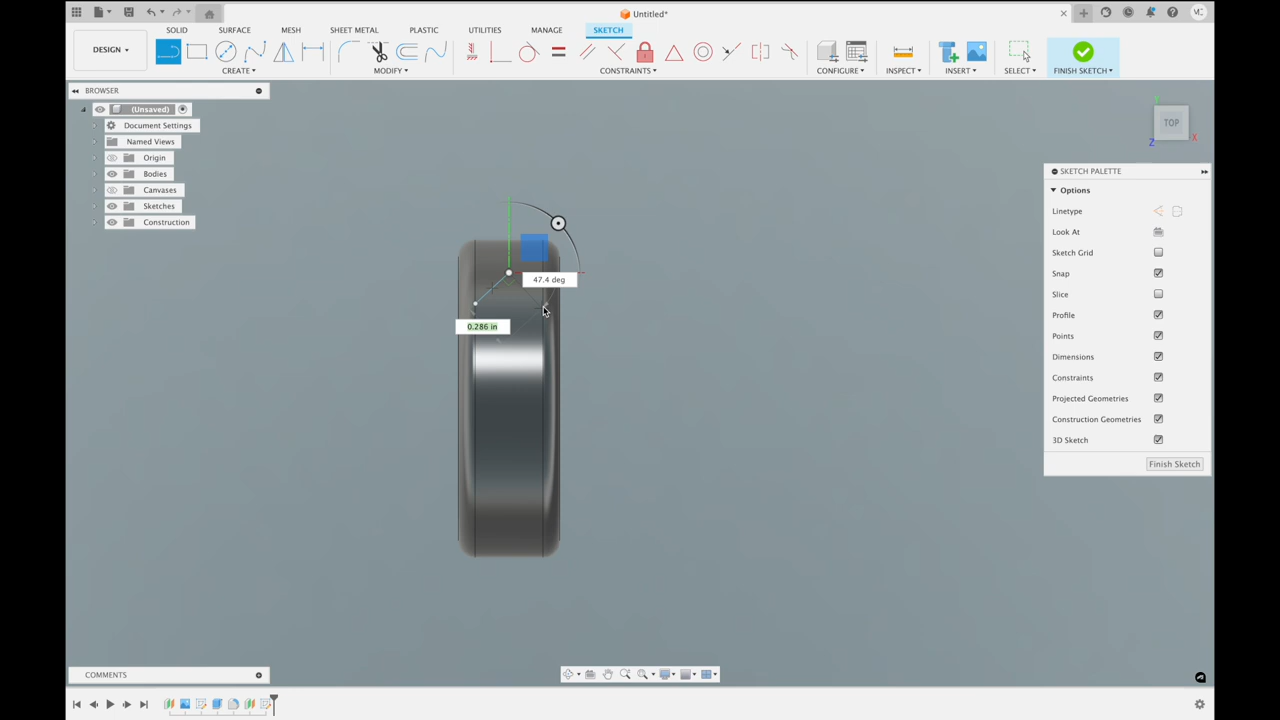 Untitled*
MC
DESIGN
SOLID
SURFACE
MESH
SHEET METAL
PLASTIC
UTILITIES
MANAGE
SKETCH
CREATE
MODIFY
CONSTRAINTS
CONFIGURE
INSPECT
INSERT
SELECT
FINISH SKETCH
BROWSER
(Unsaved)
Document Settings
Named Views
Origin
Bodies
Canvases
Sketches
Construction
Y
TOP
X
Z
47.4 deg
0.286 in
SKETCH PALETTE
Options
Linetype
Look At
Sketch Grid
Snap
Slice
Profile
Points
Dimensions
Constraints
Projected Geometries
Construction Geometries
3D Sketch
Finish Sketch
COMMENTS